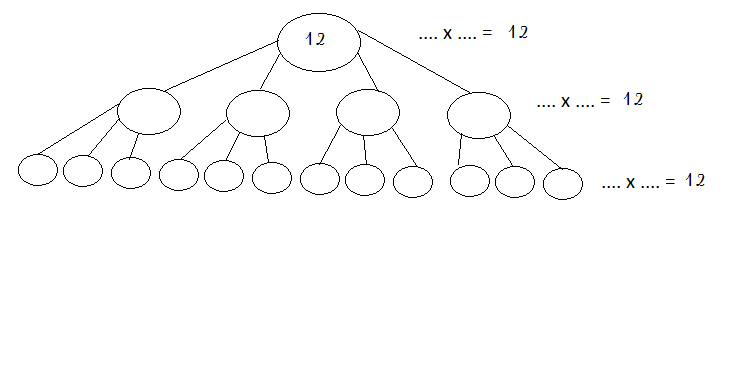 12
.... x .... = 12
.... x .... = 12
.... x .... = 12